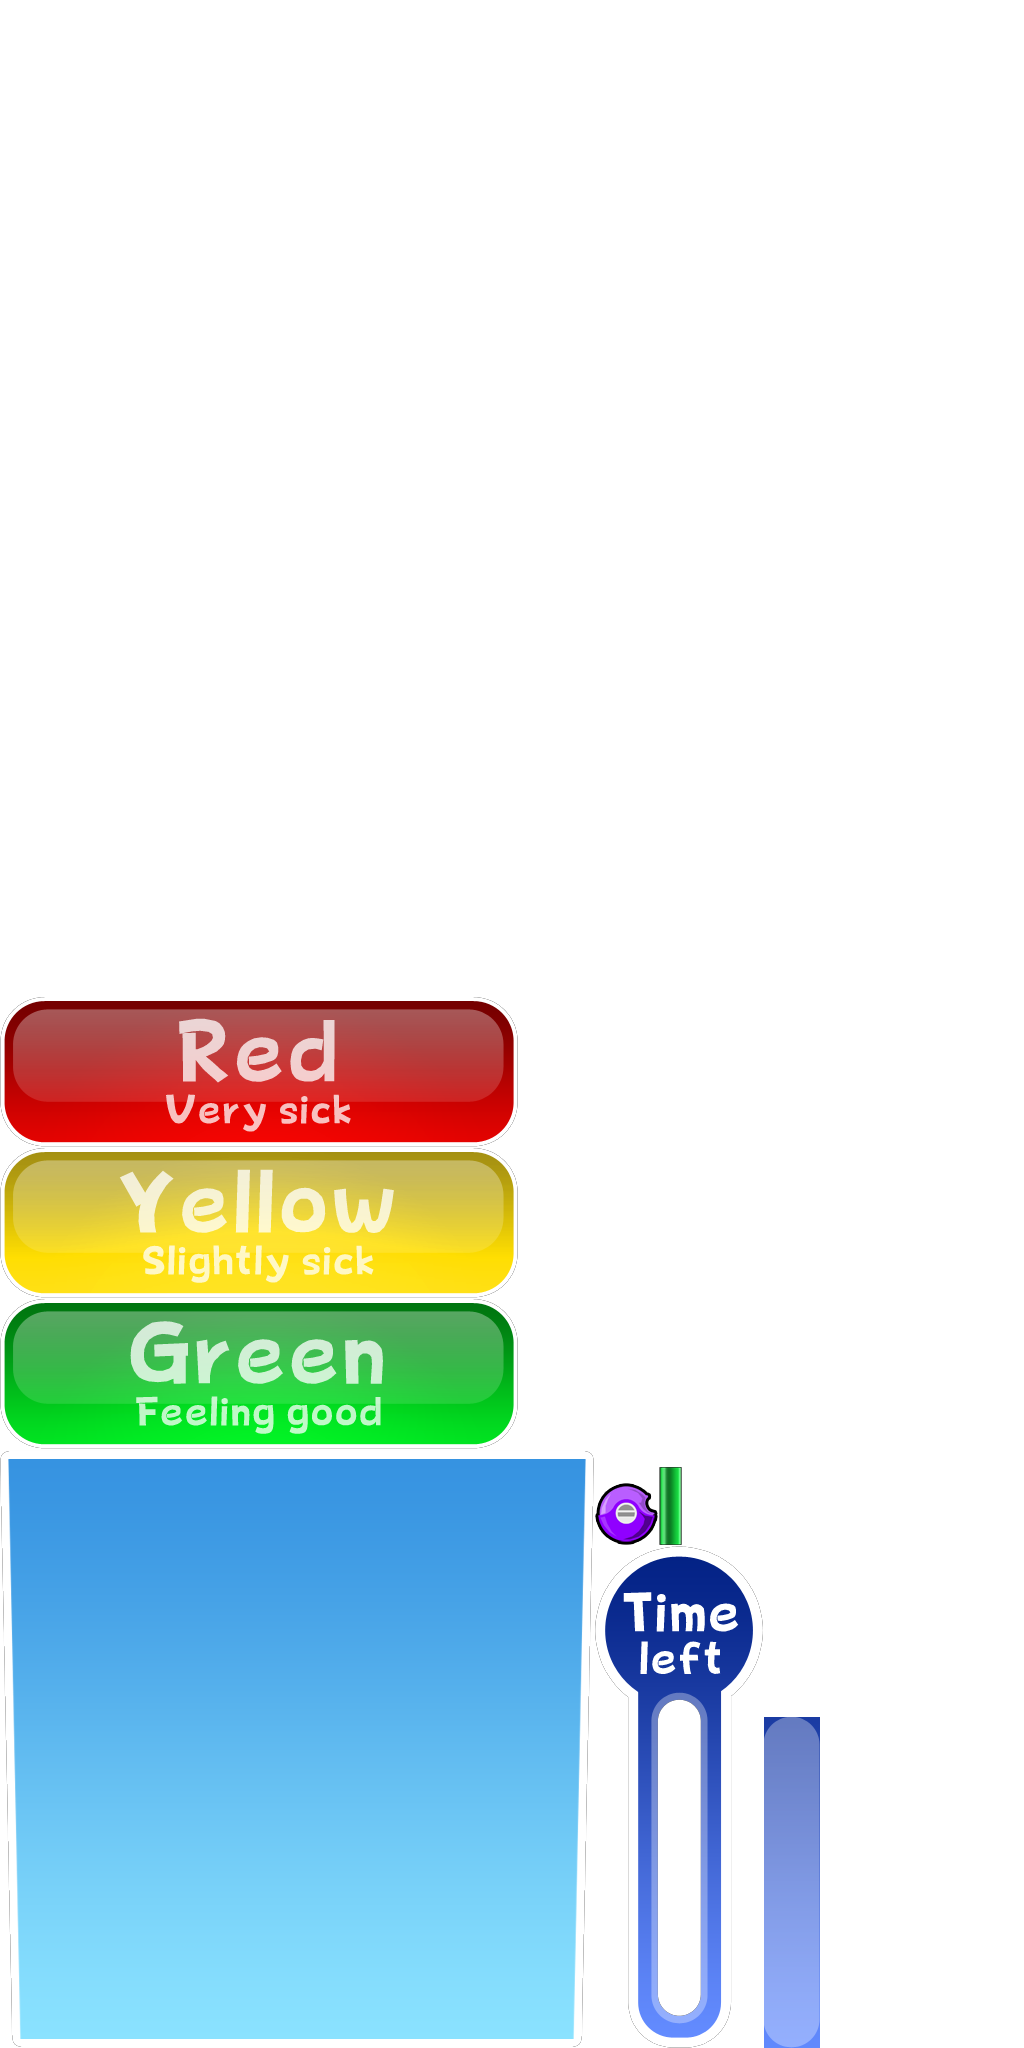 Red
Very sick
Yellow
Slightly sick
Green
Feeling good
Time
left